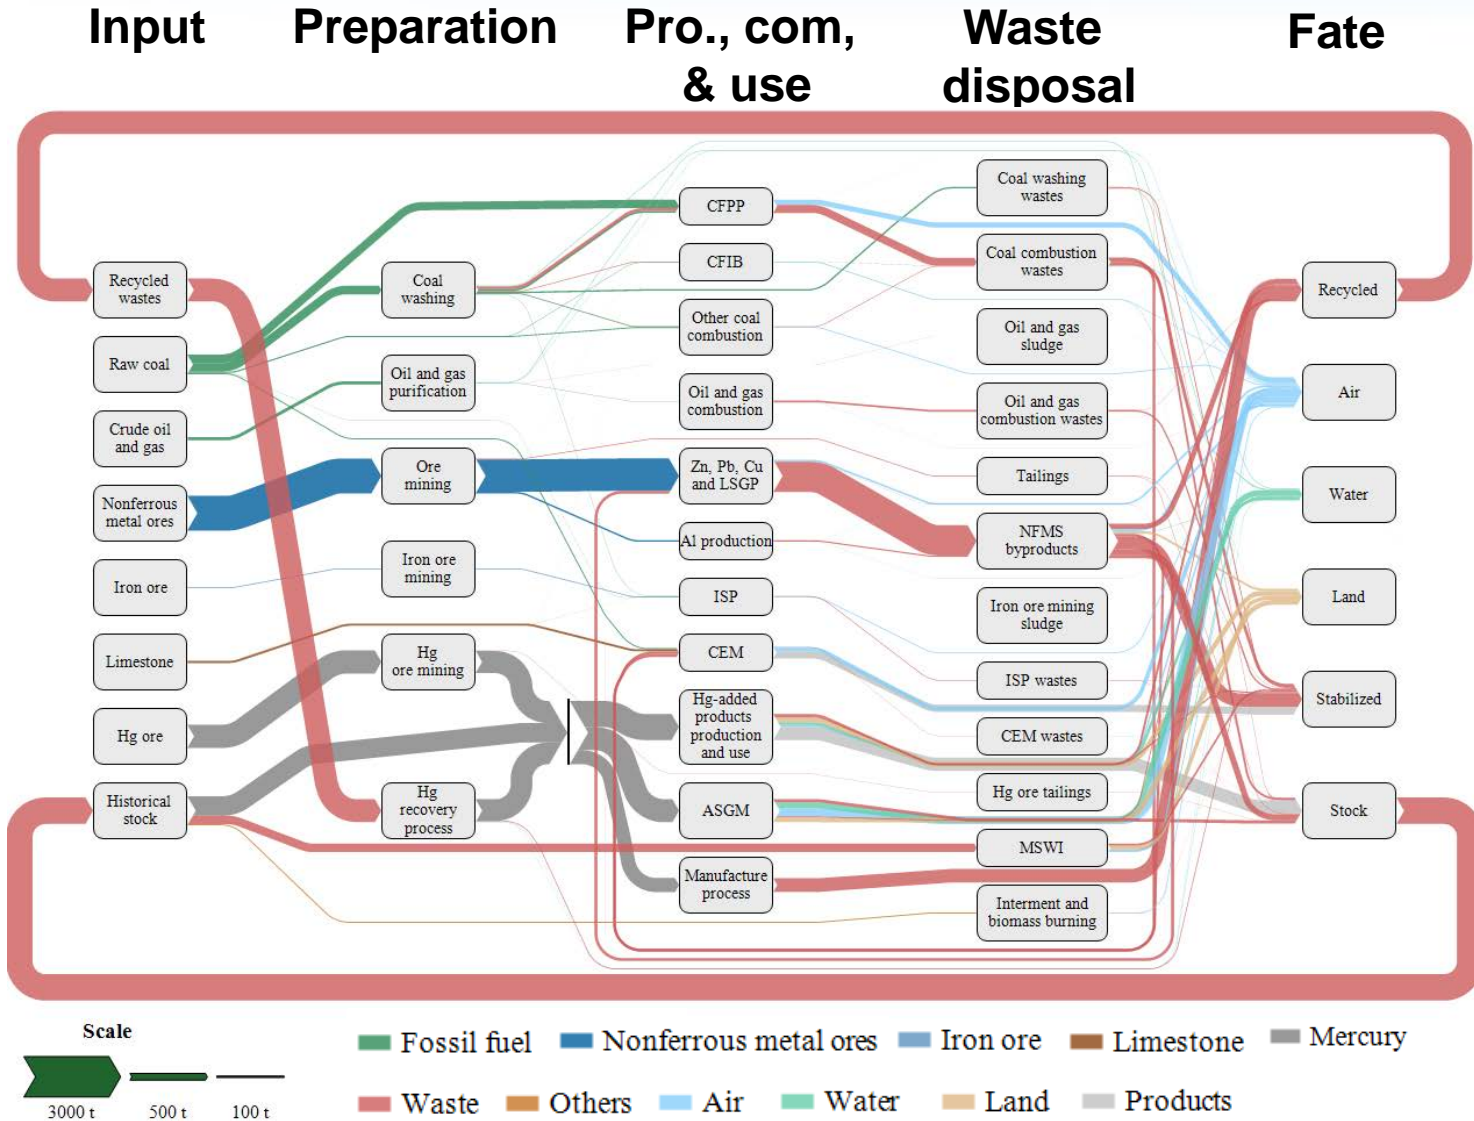 Input
Preparation
Pro., com,
& use
Waste
disposal
Fate
Recycled
wastes
Raw coal
Crude oil
and gas
Nonferrous
metal ores
Iron ore
Limestone
Hg ore
Historical
stock
Coal
washing
Oil and gas
purification
Ore
mining
Iron ore
mining
Hg
ore mining
Hg
recovery
process
CFPP
CFIB
Other coal
combustion
Oil and gas
combustion
Zn, Pb, Cu
and LSGP
Al production
ISP
CEM
Hg-added
products
production
and use
ASGM
Manufacture
process
Coal washing
wastes
Coal combustion
wastes
Oil and gas
sludge
Oil and gas
combustion wastes
Tailings
NFMS
byproducts
Iron ore mining
sludge
ISP wastes
CEM wastes
Hg ore tailings
MSWI
Interment and
biomass burning
Recycled
Air
Water
Land
Stabilized
Stock
Scale
3000 t
500 t
100 t
Fossil fuel
Nonferrous metal ores
Iron ore
Limestone
Mercury
Waste
Others
Air
Water
Land
Products